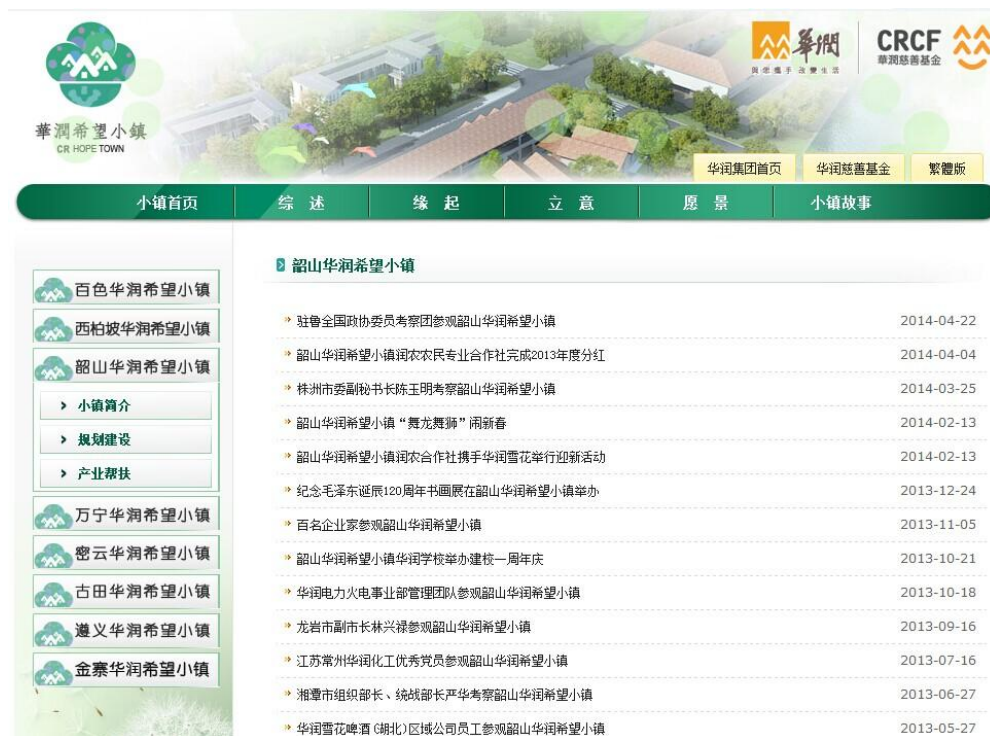 華潤
與您攜手 改變生活
CRCF
華潤慈善基金
華潤希望小镇
CR HOPE TOWN
华润集团首页 华润慈善基金 繁體版
小镇首页 综述 缘起 立意 愿景 小镇故事
百色华润希望小镇
西柏坡华润希望小镇
韶山华润希望小镇
小镇简介
规划建设
产业帮扶
万宁华润希望小镇
密云华润希望小镇
古田华润希望小镇
遵义华润希望小镇
金寨华润希望小镇
韶山华润希望小镇
驻鲁全国政协委员考察团参观韶山华润希望小镇 2014-04-22
韶山华润希望小镇润农农民专业合作社完成2013年度分红 2014-04-04
株洲市委副秘书长陈玉明考察韶山华润希望小镇 2014-03-25
韶山华润希望小镇“舞龙舞狮”闹新春 2014-02-13
韶山华润希望小镇润农合作社携手华润雪花举行迎新活动 2014-02-13
纪念毛泽东诞辰120周年书画展在韶山华润希望小镇举办 2013-12-24
百名企业家参观韶山华润希望小镇 2013-11-05
韶山华润希望小镇华润学校举办建校一周年庆 2013-10-21
华润电力火电事业部管理团队参观韶山华润希望小镇 2013-10-18
龙岩市副市长林兴禄参观韶山华润希望小镇 2013-09-16
江苏常州华润化工优秀党员参观韶山华润希望小镇 2013-07-16
湘潭市组织部长、统战部长严华考察韶山华润希望小镇 2013-06-27
华润雪花啤酒(湖北)区域公司员工参观韶山华润希望小镇 2013-05-27